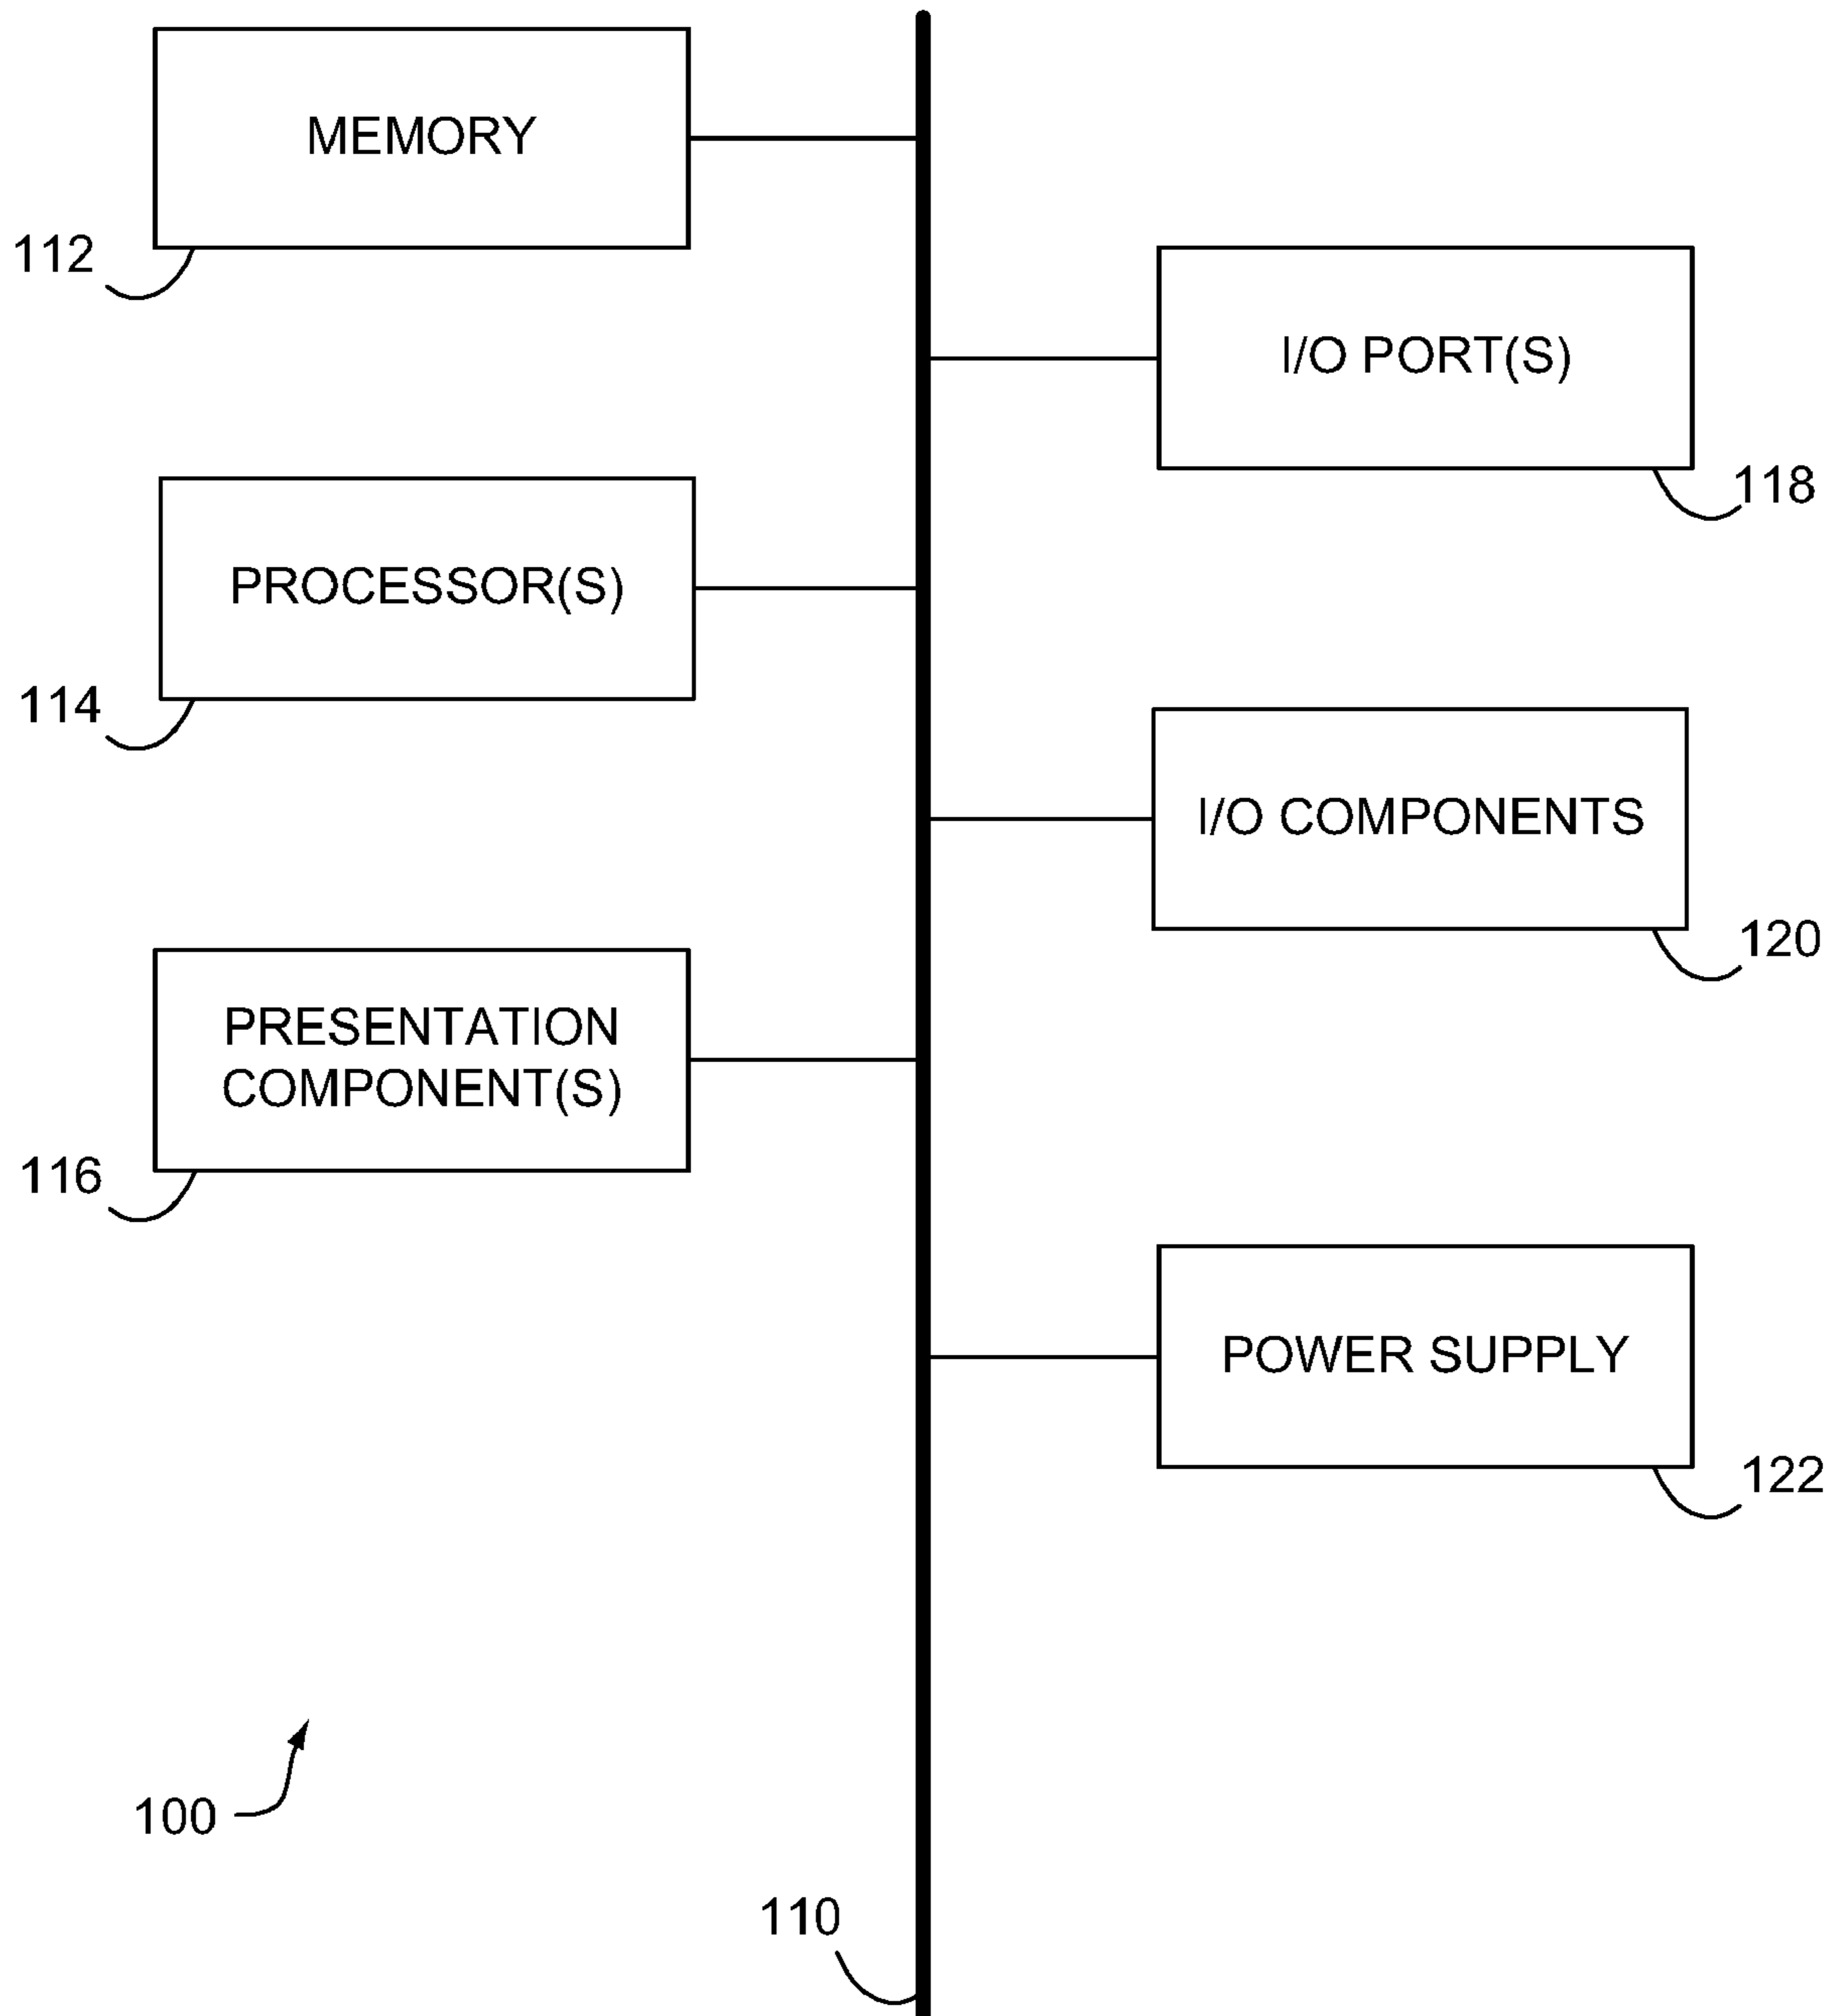 MEMORY
112
I/O PORT(S)
118
PROCESSOR(S)
114
I/O COMPONENTS
120
PRESENTATION
COMPONENT(S)
116
POWER SUPPLY
122
100
110